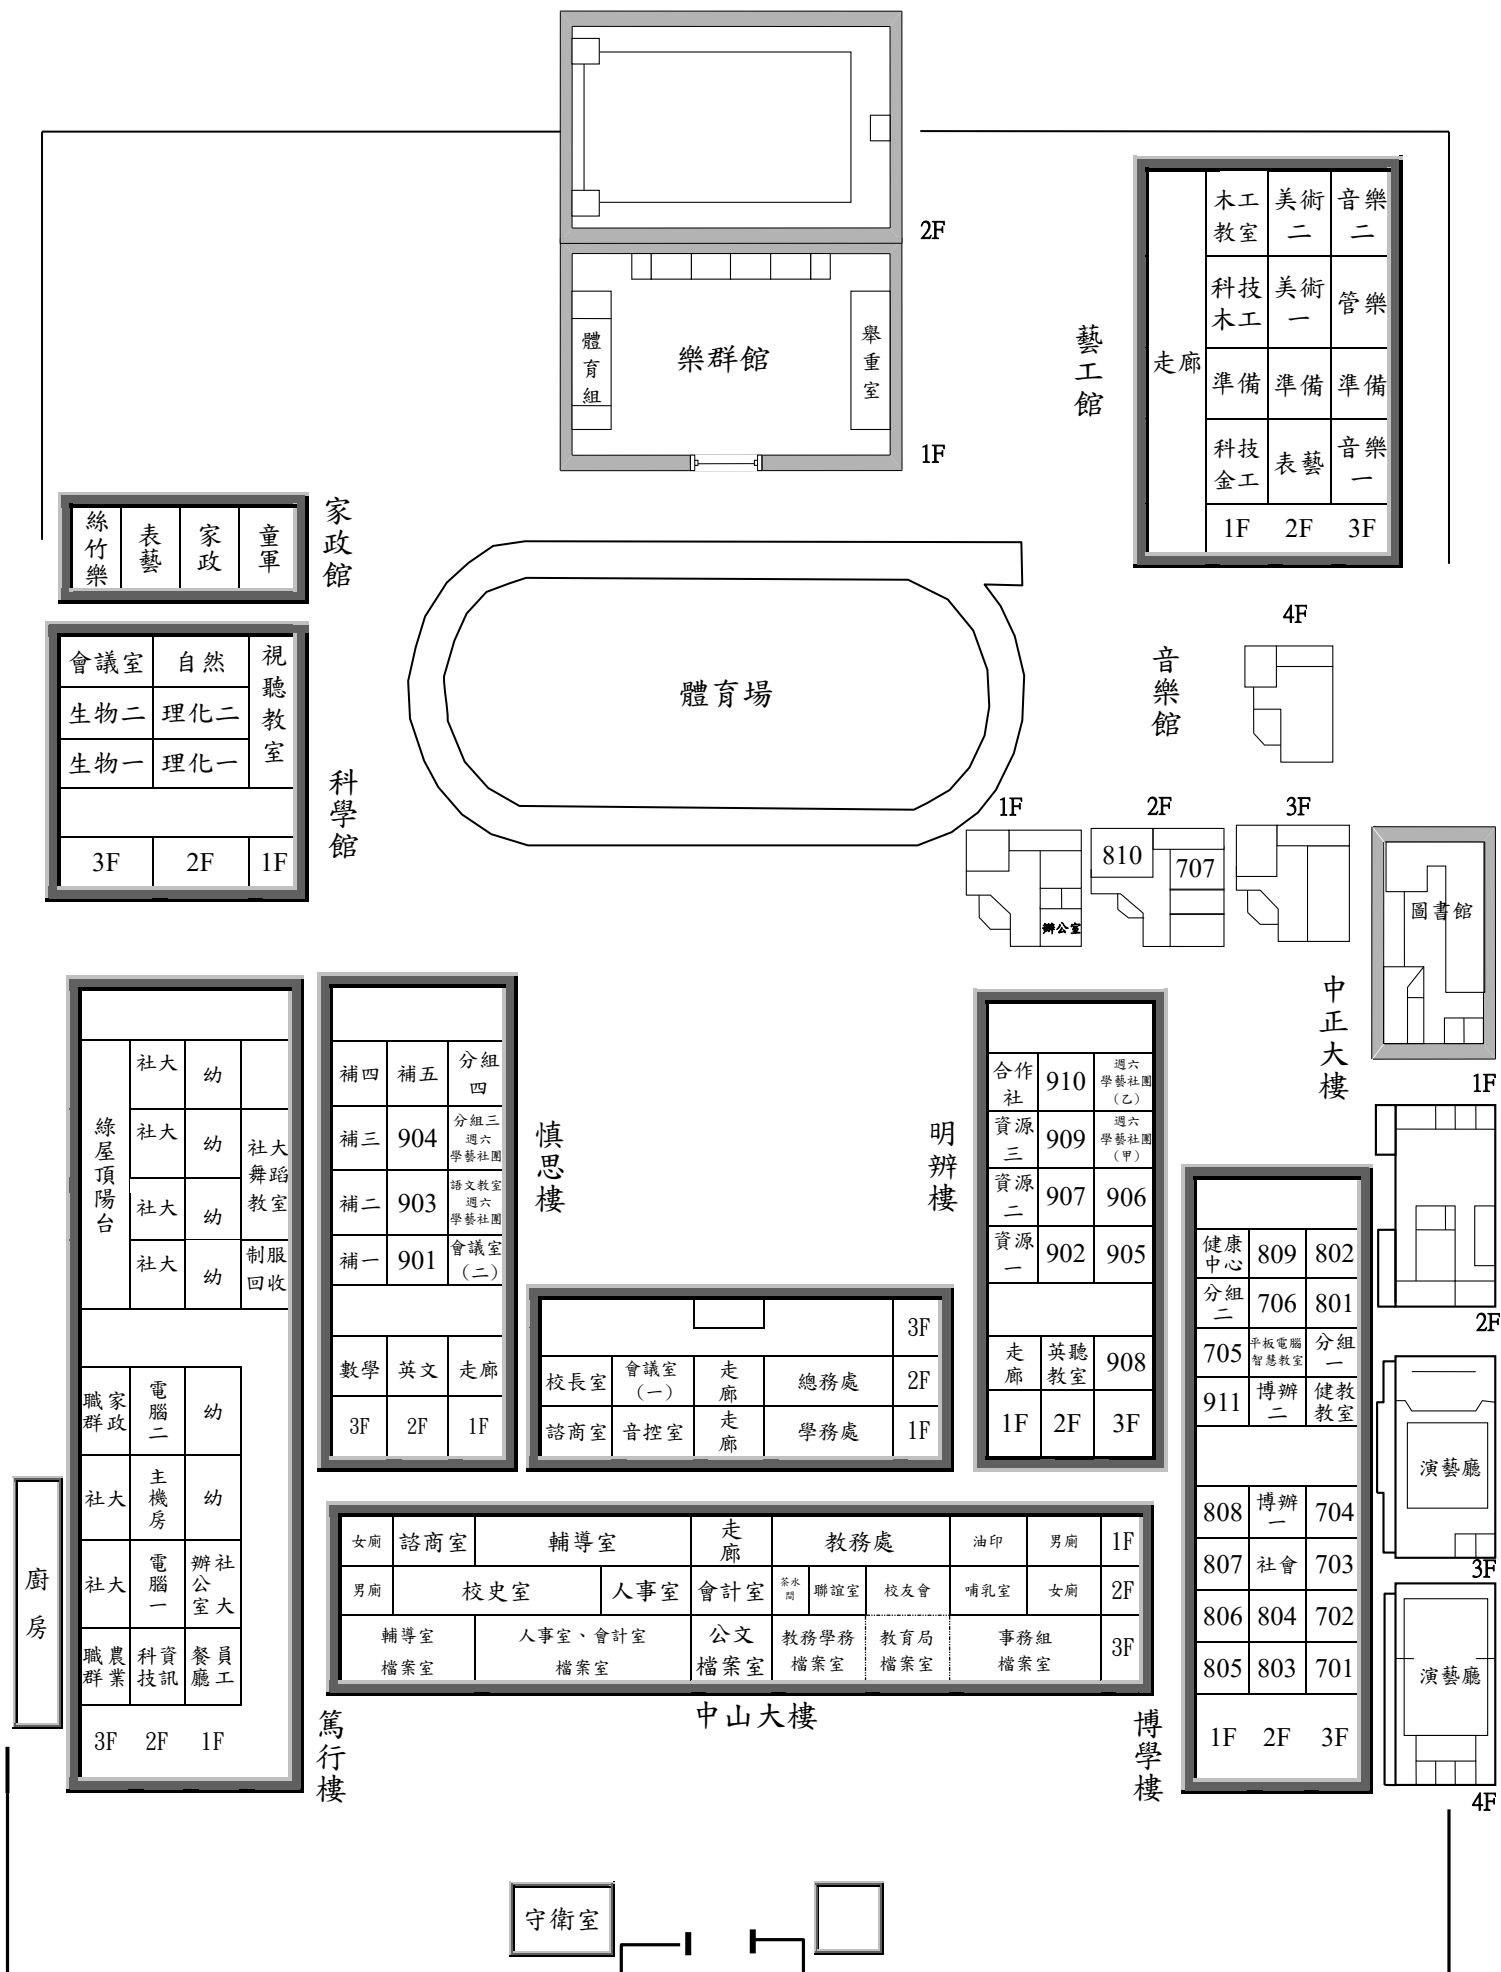 2F
樂群館
體育組
舉重室
1F
藝工館
走廊
木工教室 美術二 音樂二
科技木工 美術一 管樂
準備 準備 準備
科技金工 表藝 音樂一
1F 2F 3F
絲竹樂 表藝 家政 童軍
家政館
會議室 自然 視聽教室
生物二 理化二
生物一 理化一
3F 2F 1F
科學館
體育場
音樂館
4F
1F 2F 3F
810 707
辦公室
圖書館
中正大樓
1F
2F
演藝廳
3F
演藝廳
4F
綠屋頂陽台
社大 幼
社大 幼 社大舞蹈教室
社大 幼
社大 幼 制服回收
職群家政 電腦二 幼
社大 主機房 幼
社大 電腦一 辦公室社大
職群農業 科技資訊 餐廳員工
3F 2F 1F
篤行樓
廚房
補四 補五 分組四
補三 904 分組三週六學藝社團
補二 903 語文教室週六學藝社團
補一 901 會議室(二)
數學 英文 走廊
3F 2F 1F
慎思樓
3F
校長室 會議室(一) 走廊 總務處 2F
諮商室 音控室 走廊 學務處 1F
明辨樓
合作社 910 週六學藝社團(乙)
資源三 909 週六學藝社團(甲)
資源二 907 906
資源一 902 905
走廊 英聽教室 908
1F 2F 3F
健康中心 809 802
分組二 706 801
705 平板電腦智慧教室 分組一
911 博辨二 健教教室
808 博辨一 704
807 社會 703
806 804 702
805 803 701
1F 2F 3F
博學樓
女廁 諮商室 輔導室 走廊 教務處 油印 男廁 1F
男廁 校史室 人事室 會計室 茶水間 聯誼室 校友會 哺乳室 女廁 2F
輔導室檔案室 人事室、會計室檔案室 公文檔案室 教務學務檔案室 教育局檔案室 事務組檔案室 3F
中山大樓
守衛室